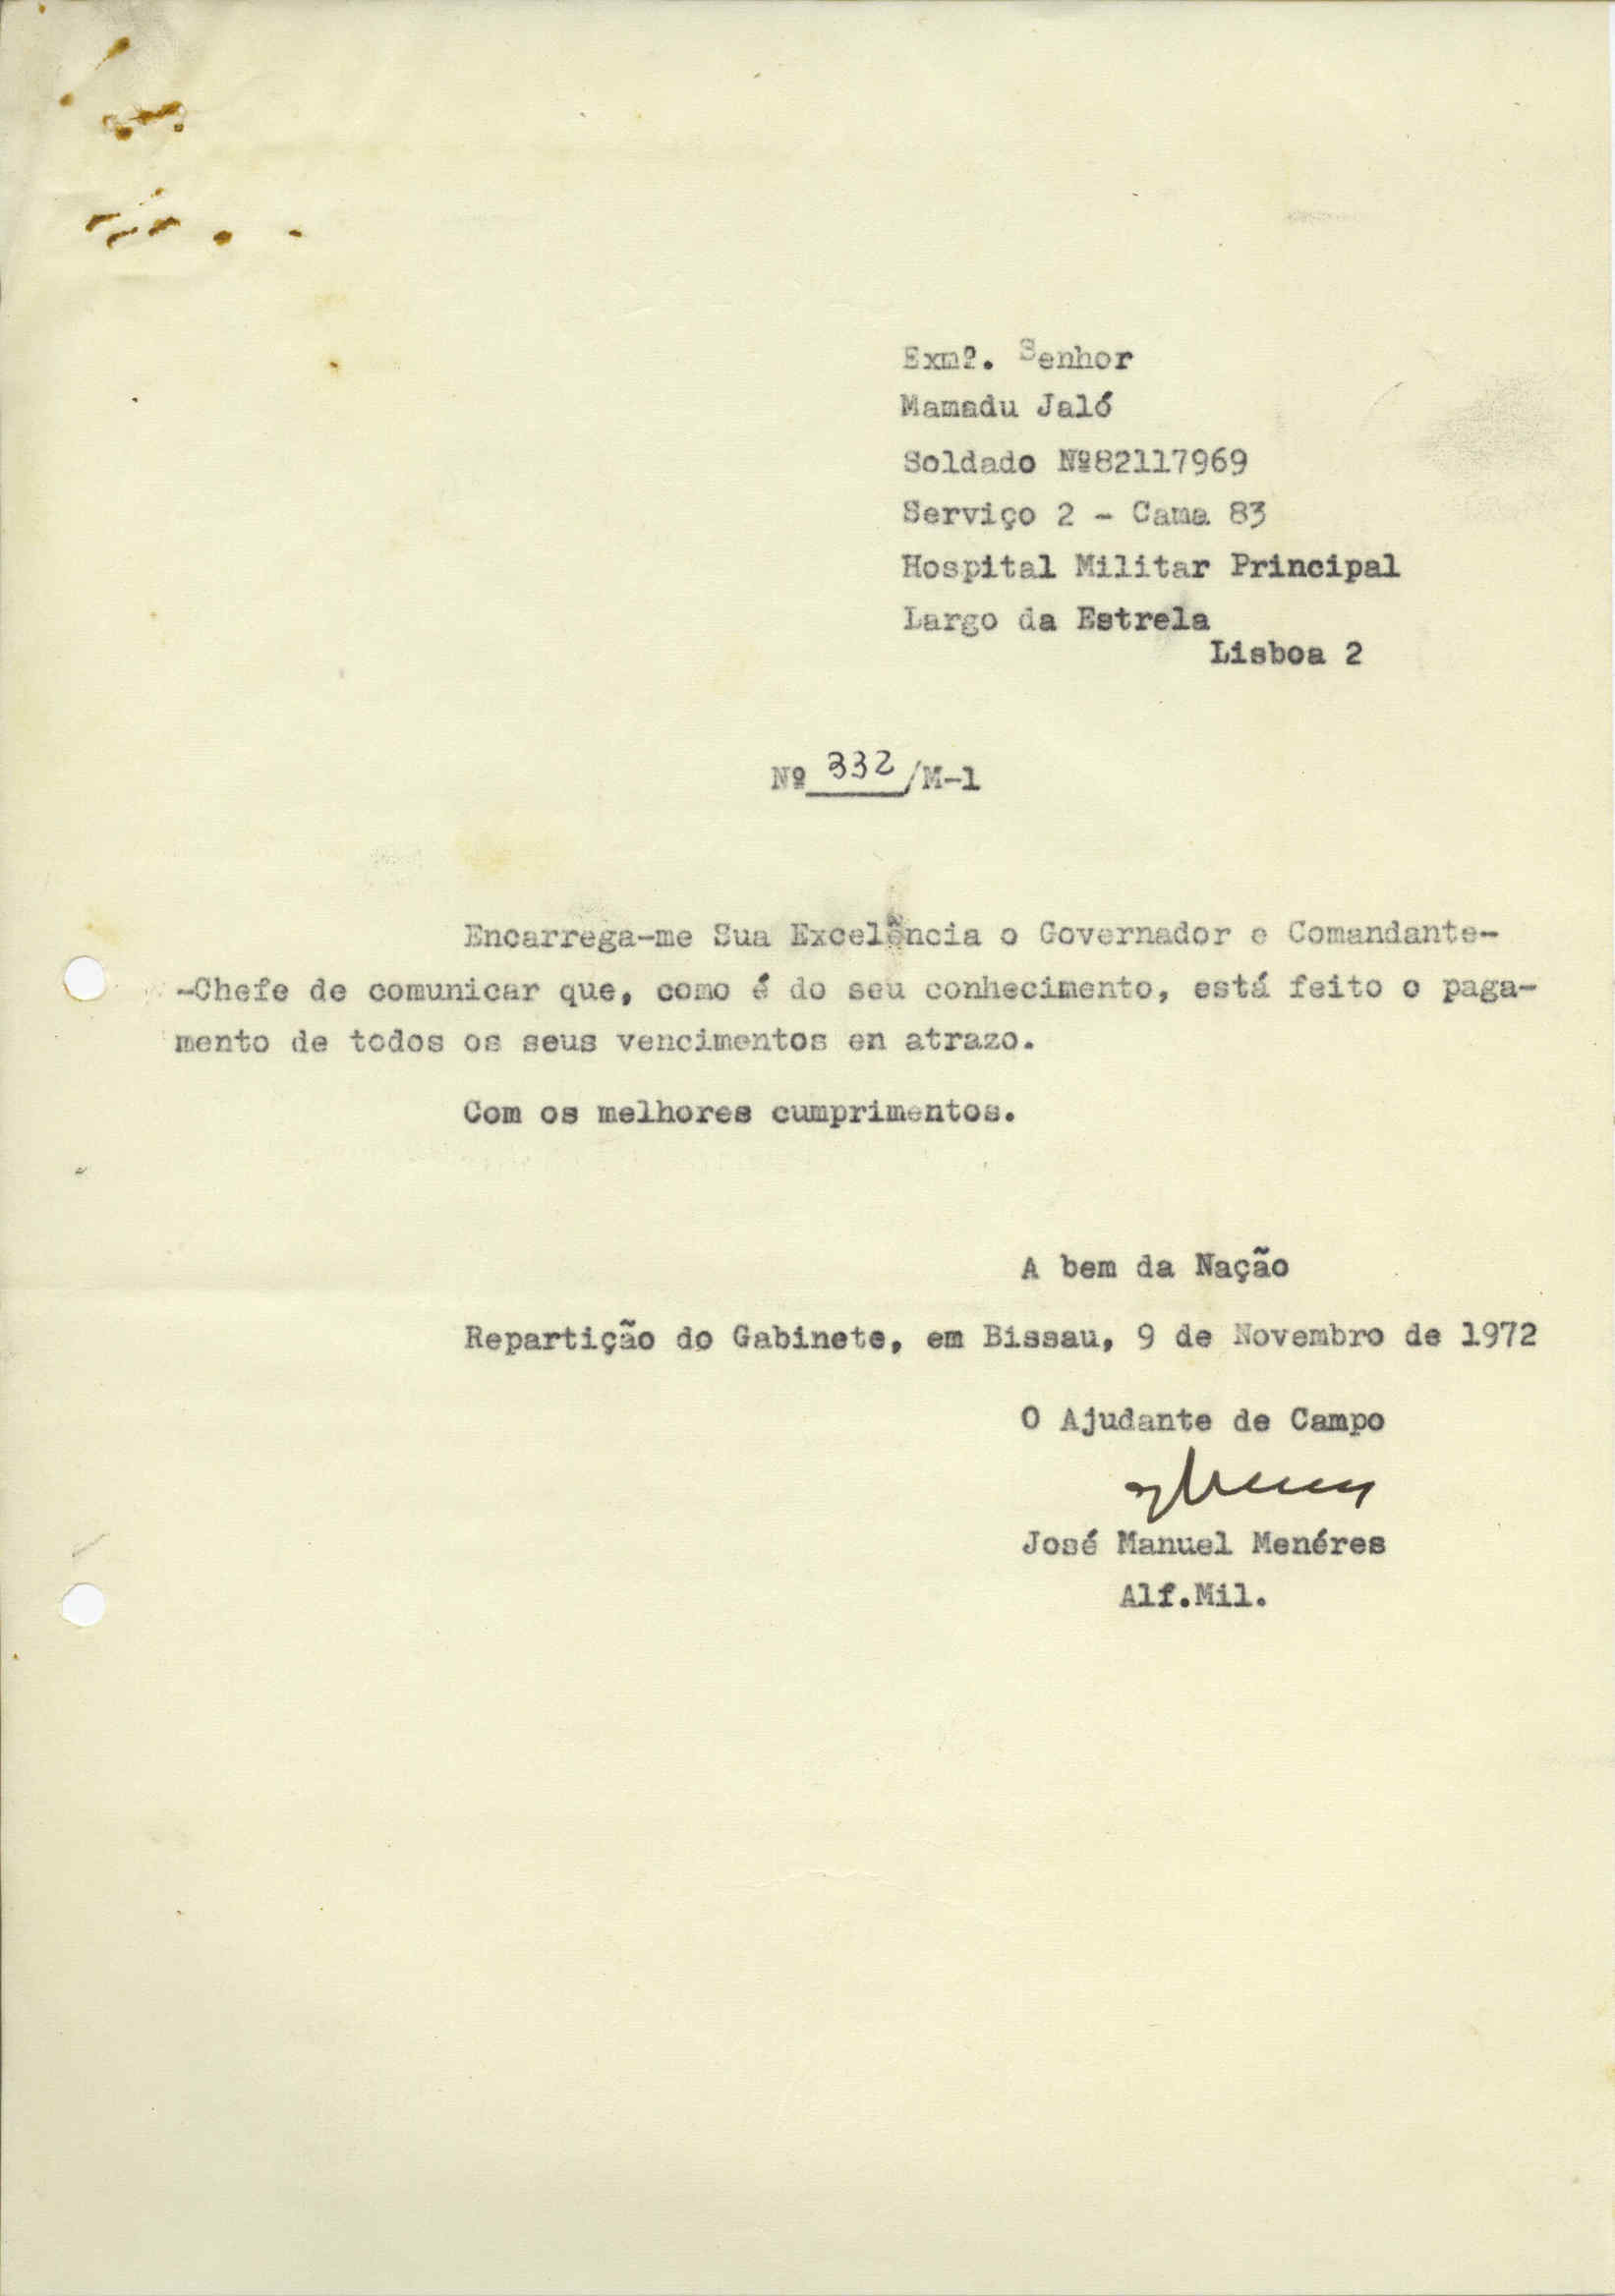 Exmº. Senhor
Mamadu Jaló
Soldado Nº82117969
Serviço 2 - Cama 83
Hospital Militar Principal
Largo da Estrela
Lisboa 2
Nº 332/M-1
Encarrega-me Sua Excelência o Governador e Comandante-
-Chefe de comunicar que, como é do seu conhecimento, está feito o paga-
mento de todos os seus vencimentos en atrazo.
Com os melhores cumprimentos.
A bem da Nação
Repartição do Gabinete, em Bissau, 9 de Novembro de 1972
O Ajudante de Campo
José Manuel Menéres
Alf.Mil.